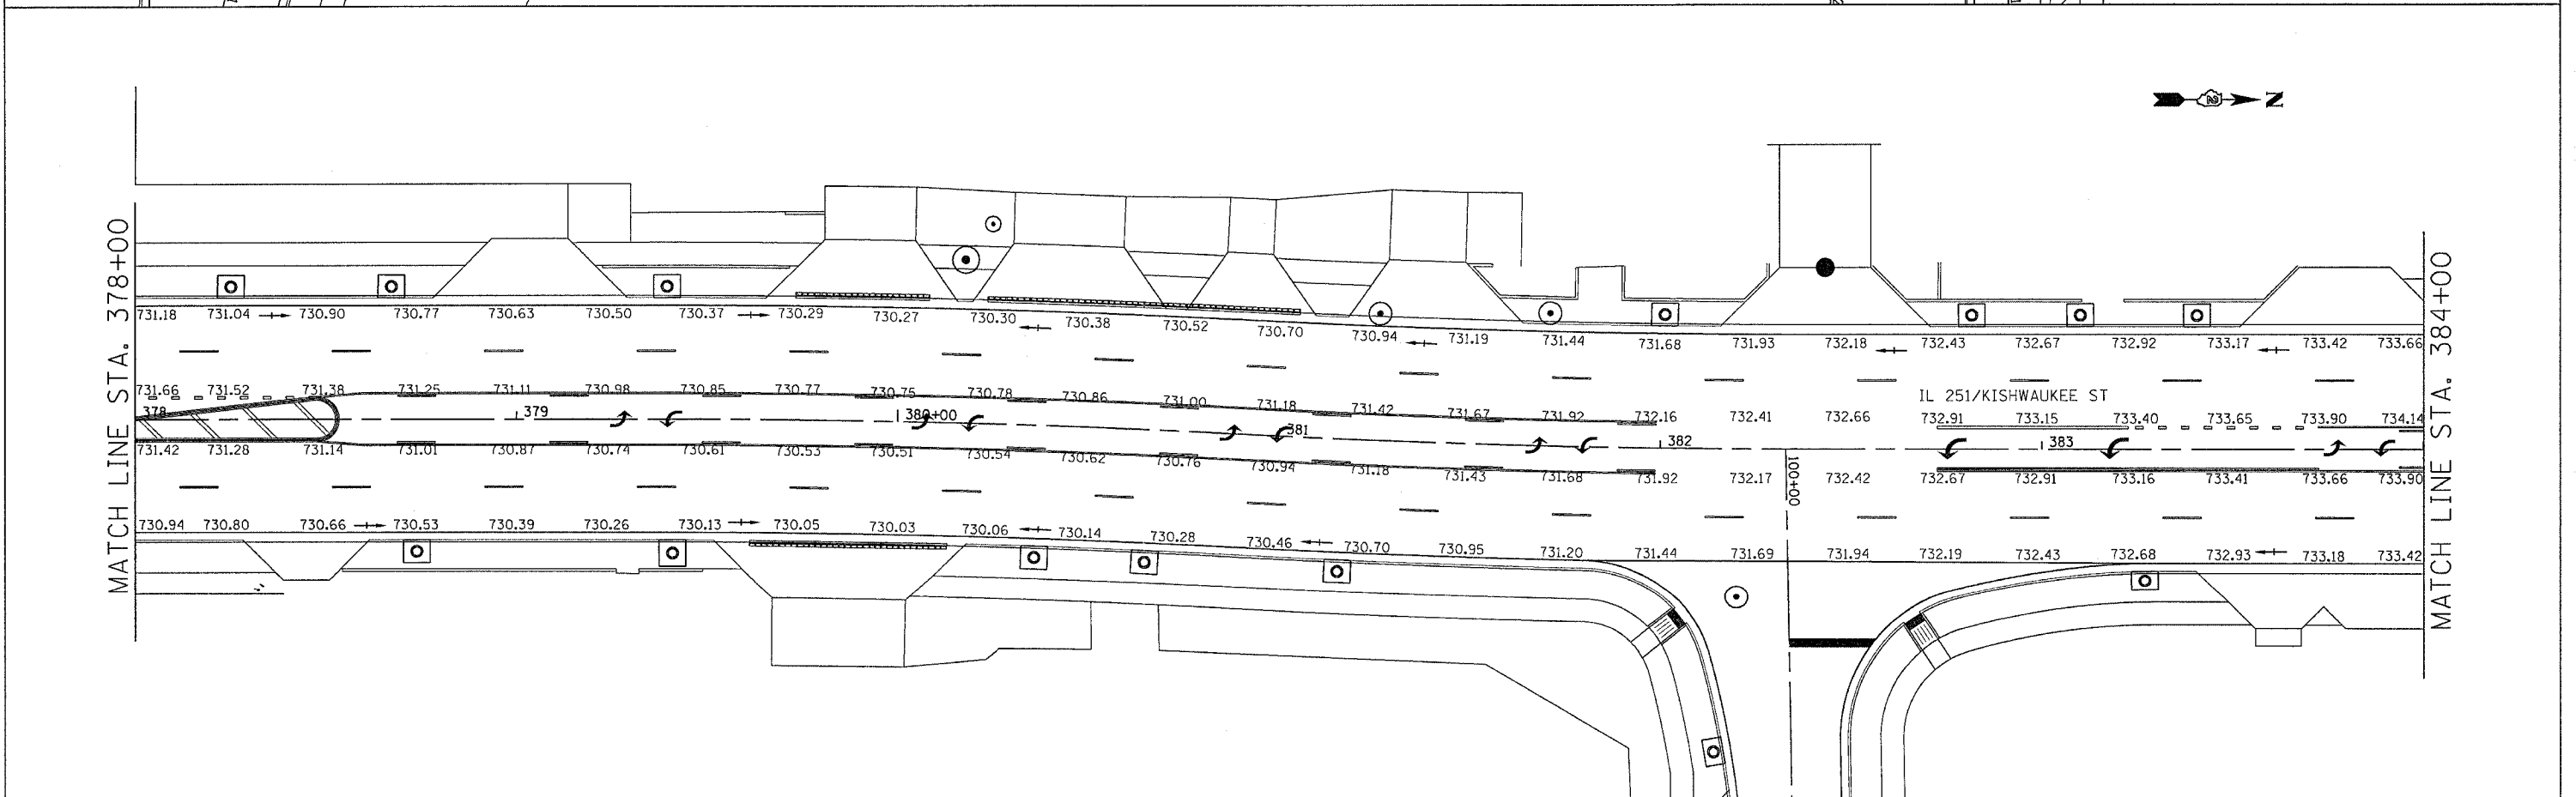 N
MATCH LINE STA. 378+00
MATCH LINE STA. 384+00
731.18 731.04 730.90 730.77 730.63 730.50 730.37 730.29 730.27 730.30 730.38 730.52 730.70 730.94 731.19 731.44 731.68 731.93 732.18 732.43 732.67 732.92 733.17 733.42 733.66
IL 251/KISHWAUKEE ST
731.66 731.52 731.38 731.25 731.11 730.98 730.85 730.77 730.75 730.78 730.86 731.00 731.18 731.42 731.67 731.92 732.16 732.41 732.66 732.91 733.15 733.40 733.65 733.90 734.14
378 379 380+00 381 382 383
731.42 731.28 731.14 731.01 730.87 730.74 730.61 730.53 730.51 730.54 730.62 730.76 730.94 731.18 731.43 731.68 731.92 732.17 732.42 732.67 732.91 733.16 733.41 733.66 733.90
100+00
730.94 730.80 730.66 730.53 730.39 730.26 730.13 730.05 730.03 730.06 730.14 730.28 730.46 730.70 730.95 731.20 731.44 731.69 731.94 732.19 732.43 732.68 732.93 733.18 733.42